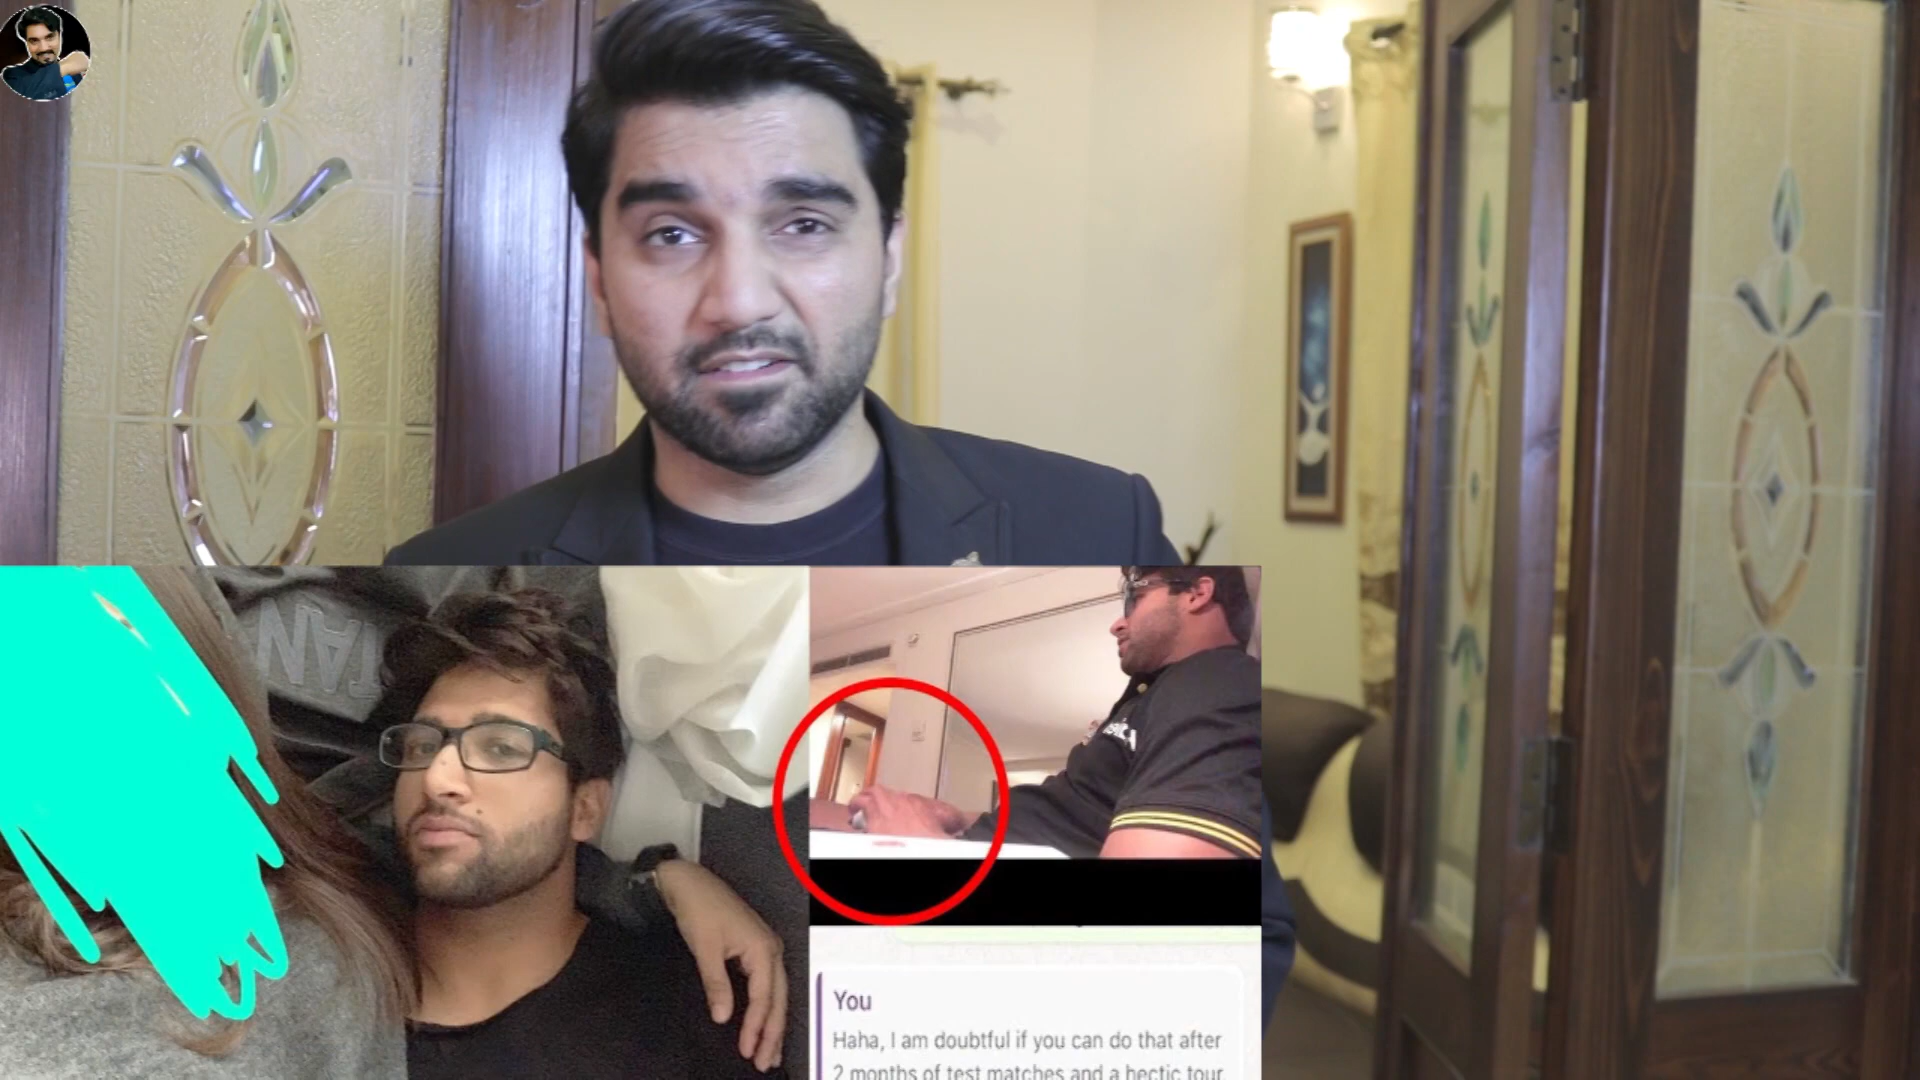 You
Haha, I am doubtful if you can do that after
2 months of test matches and a hectic tour.